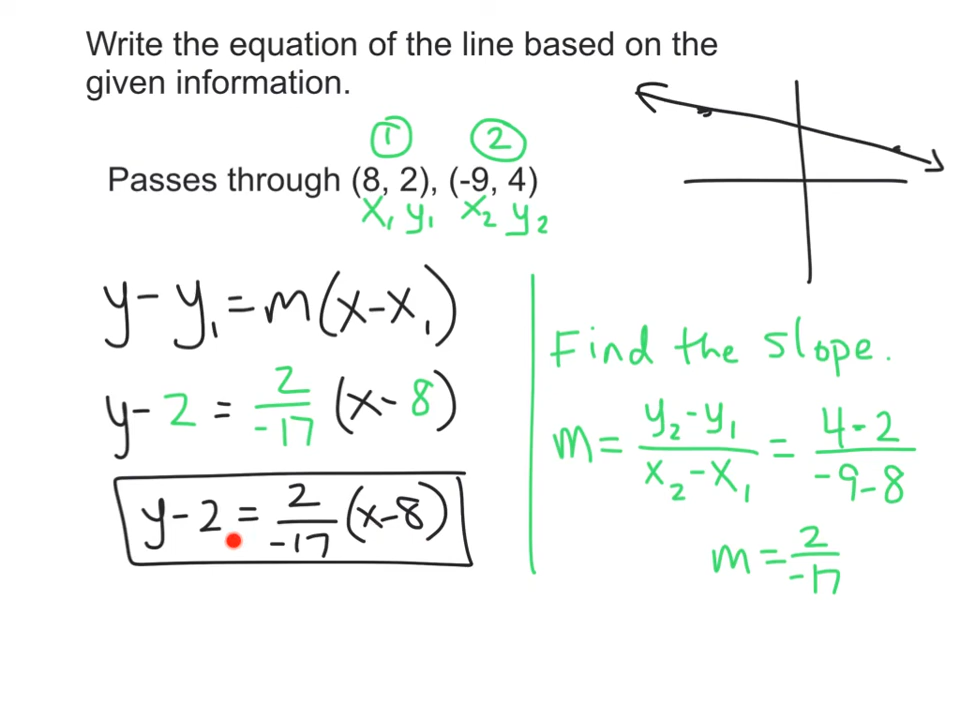 Write the equation of the line based on the
given information.
① ②
Passes through (8, 2), (-9, 4)
x₁ y₁ x₂ y₂
y - y₁ = m(x - x₁)
y - 2 = 2/-17 (x - 8)
y - 2 = 2/-17 (x - 8)
Find the slope.
m = y₂ - y₁/x₂ - x₁ = 4 - 2/-9 - 8
m = 2/-17